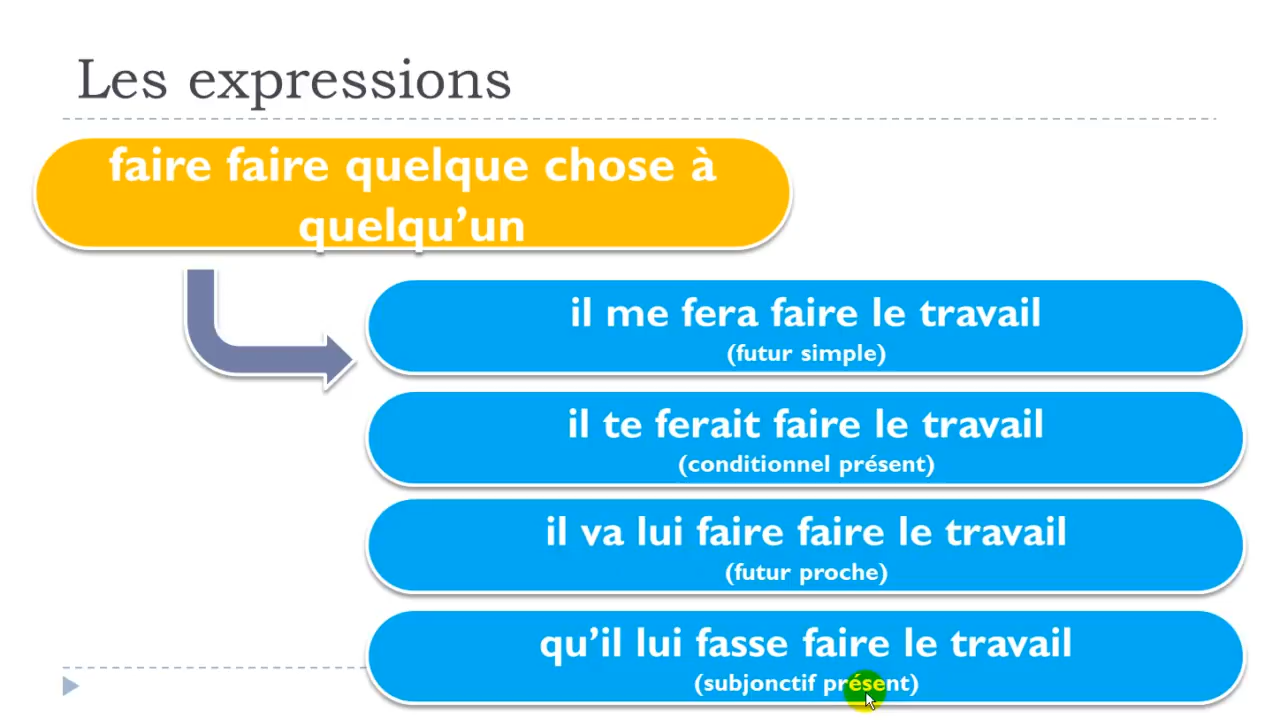 Les expressions
faire faire quelque chose à
quelqu’un
il me fera faire le travail
(futur simple)
il te ferait faire le travail
(conditionnel présent)
il va lui faire faire le travail
(futur proche)
qu’il lui fasse faire le travail
(subjonctif présent)